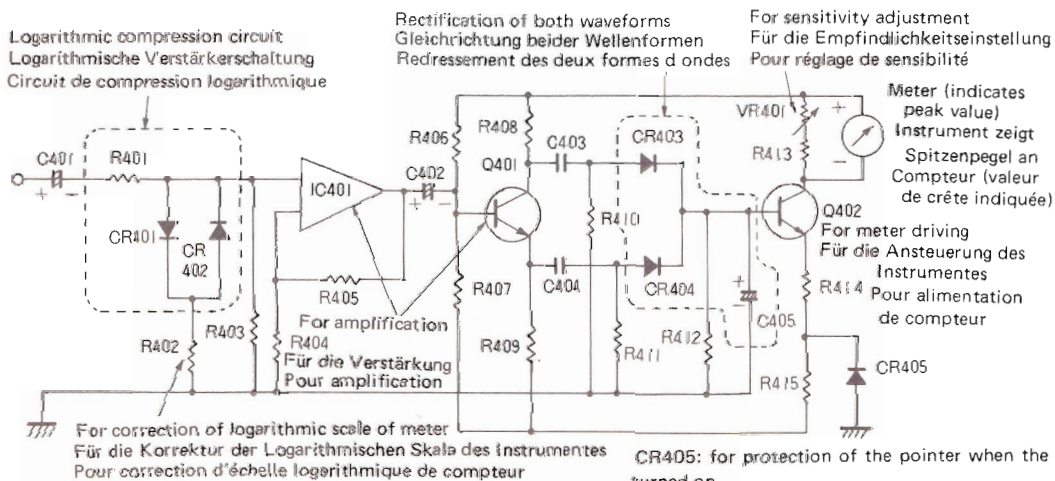 Logarithmic compression circuit
Logarithmische Verstärkerschaltung
Circuit de compression logarithmique
Rectification of both waveforms
Gleichrichtung beider Wellenformen
Redressement des deux formes d ondes
For sensitivity adjustment
Für die Empfindlichkeitseinstellung
Pour réglage de sensibilité
Meter (indicates
peak value)
Instrument zeigt
Spitzenpegel an
Compteur (valeur
de crête indiquée)
C401
+
-
R401
CR401
CR
402
R402
R403
IC401
R405
R404
C402
+
-
R406
R407
R408
Q401
R409
C403
C404
R410
R411
CR403
CR404
R412
+
-
C405
VR401
R413
+
-
Q402
R414
R415
CR405
For amplification
Für die Verstärkung
Pour amplification
For meter driving
Für die Ansteuerung des
Instrumentes
Pour alimentation
de compteur
For correction of logarithmic scale of meter
Für die Korrektur der Logarithmischen Skala des Instrumentes
Pour correction d'échelle logarithmique de compteur
CR405: for protection of the pointer when the
turned on